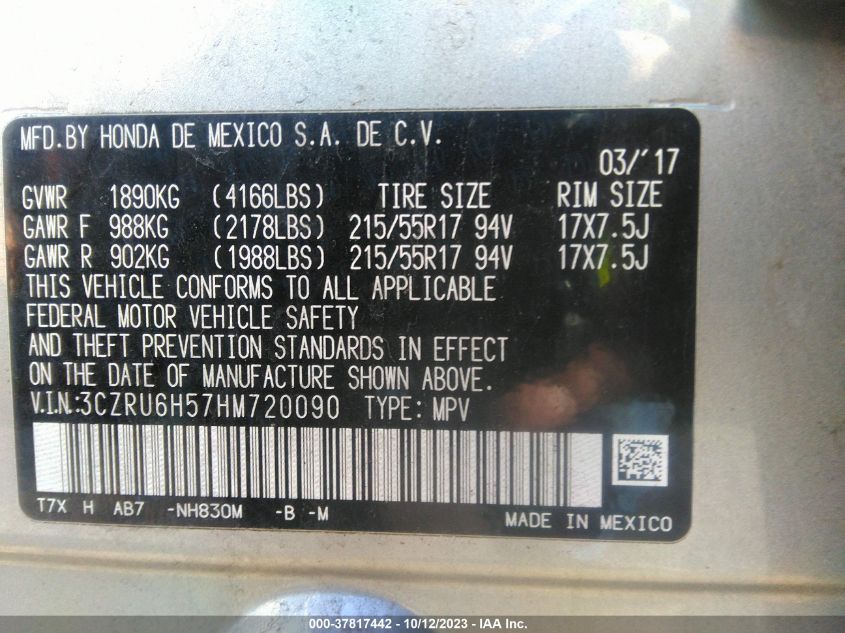 MFD.BY HONDA DE MEXICO S.A. DE C.V.
03/'17
GVWR 1890KG (4166LBS) TIRE SIZE RIM SIZE
GAWR F 988KG (2178LBS) 215/55R17 94V 17X7.5J
GAWR R 902KG (1988LBS) 215/55R17 94V 17X7.5J
THIS VEHICLE CONFORMS TO ALL APPLICABLE
FEDERAL MOTOR VEHICLE SAFETY
AND THEFT PREVENTION STANDARDS IN EFFECT
ON THE DATE OF MANUFACTURE SHOWN ABOVE.
V.I.N.:3CZRU6H57HM720090 TYPE:MPV
T7X H AB7 -NH830M -B -M
MADE IN MEXICO
000-37817442 - 10/12/2023 - IAA Inc.